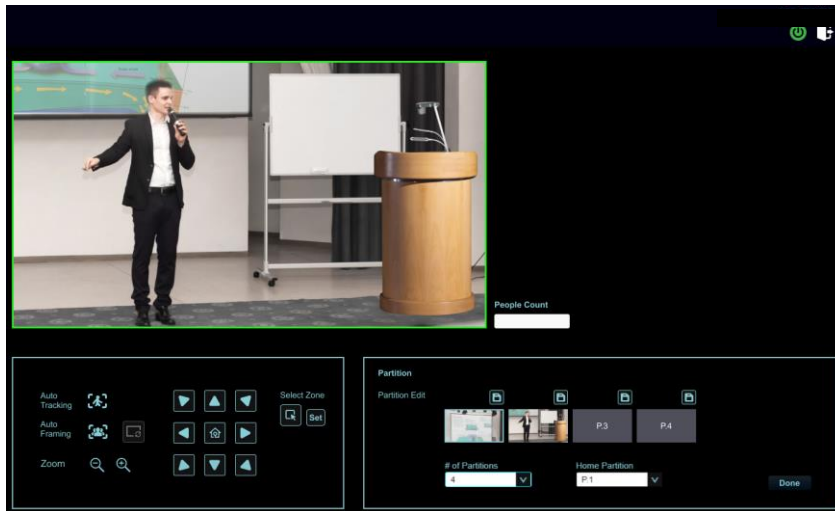 People Count
Auto
Tracking
Auto
Framing
Zoom
Select Zone
Set
Partition
Partition Edit
P.3
P.4
# of Partitions
4
Home Partition
P.1
Done